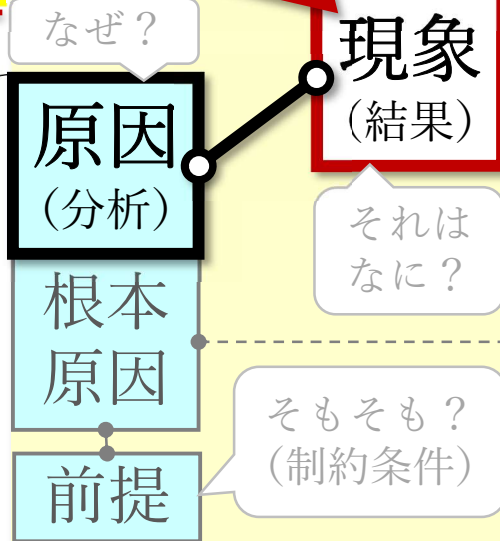 なぜ？
現象
（結果）
原因
（分析）
それは
なに？
根本
原因
そもそも？
（制約条件）
前提